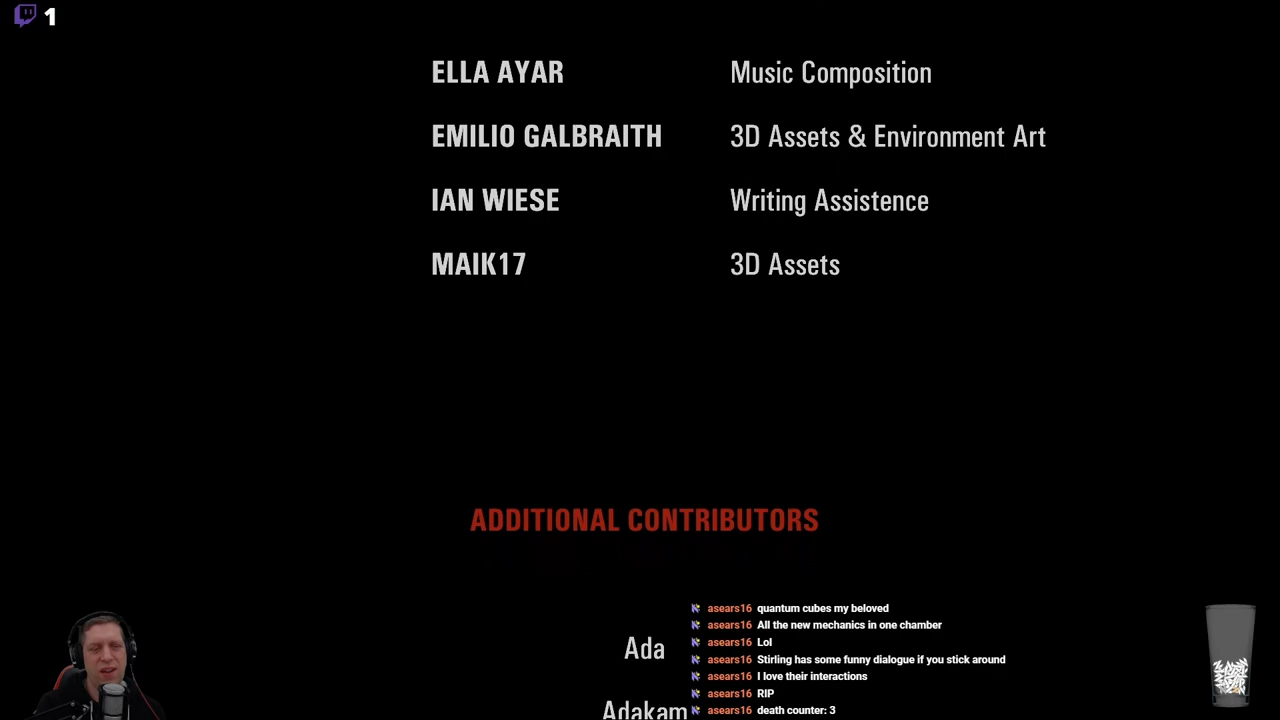 1
ELLA AYAR Music Composition
EMILIO GALBRAITH 3D Assets & Environment Art
IAN WIESE Writing Assistence
MAIK17 3D Assets
ADDITIONAL CONTRIBUTORS
Ada
Adakam
asears16 quantum cubes my beloved
asears16 All the new mechanics in one chamber
asears16 Lol
asears16 Stirling has some funny dialogue if you stick around
asears16 I love their interactions
asears16 RIP
asears16 death counter: 3